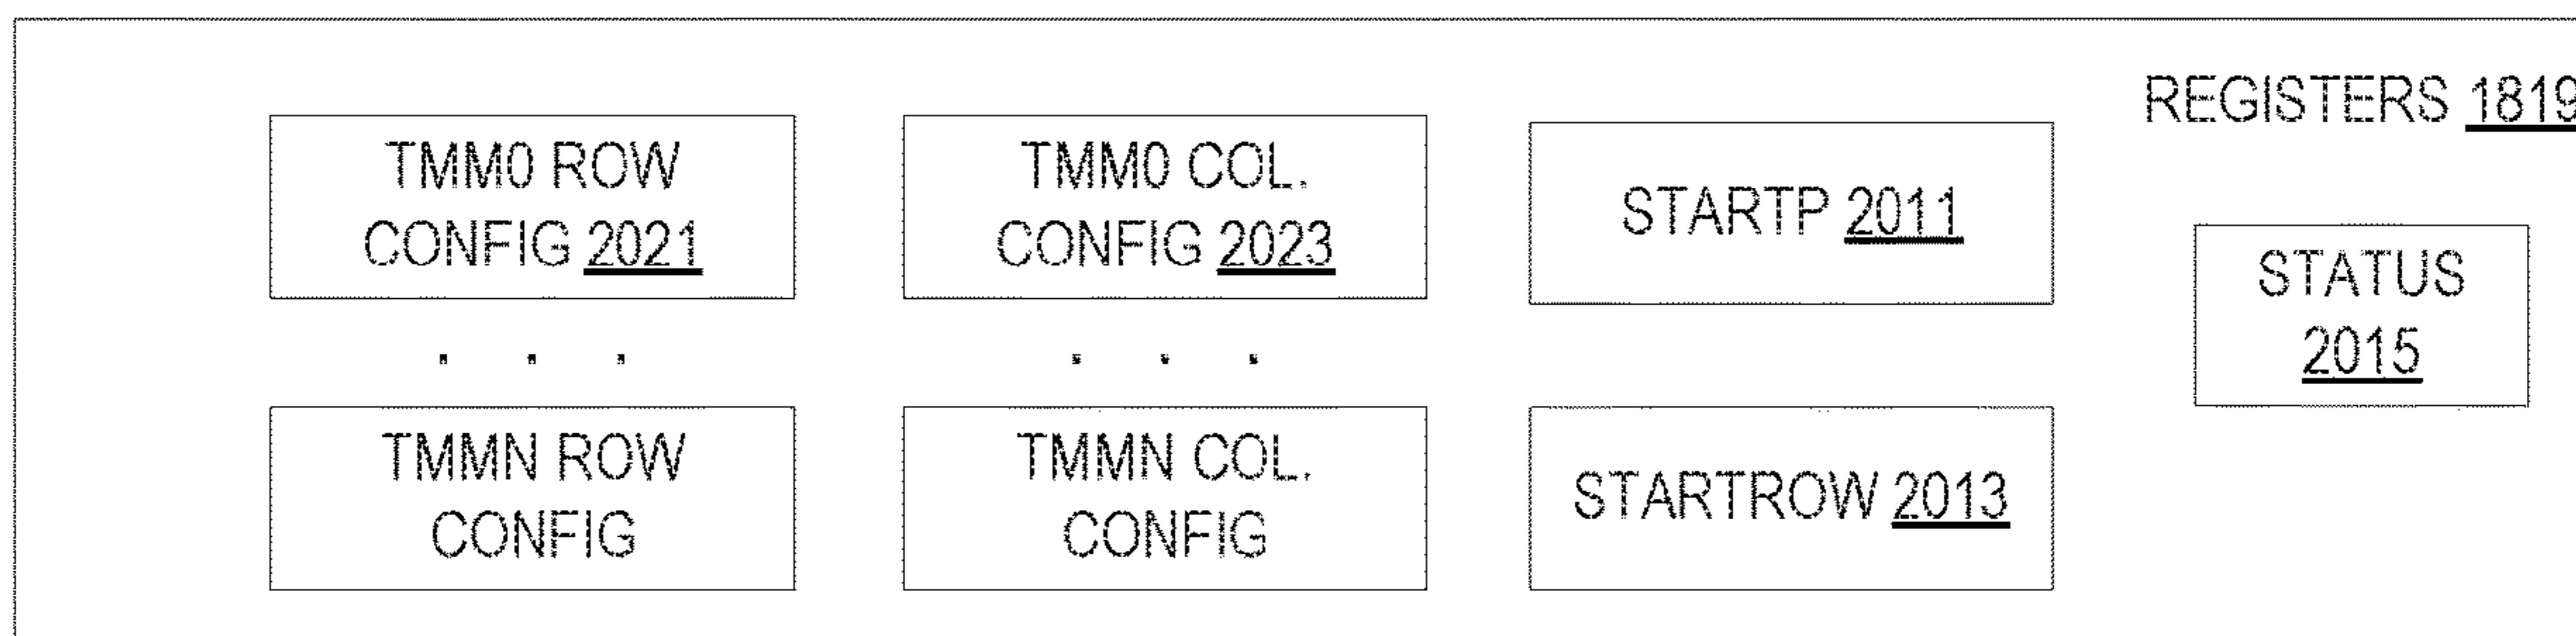 REGISTERS 1819
TMM0 ROW
CONFIG 2021
TMM0 COL.
CONFIG 2023
STARTP 2011
STATUS
2015
. . .
. . .
TMMN ROW
CONFIG
TMMN COL.
CONFIG
STARTROW 2013